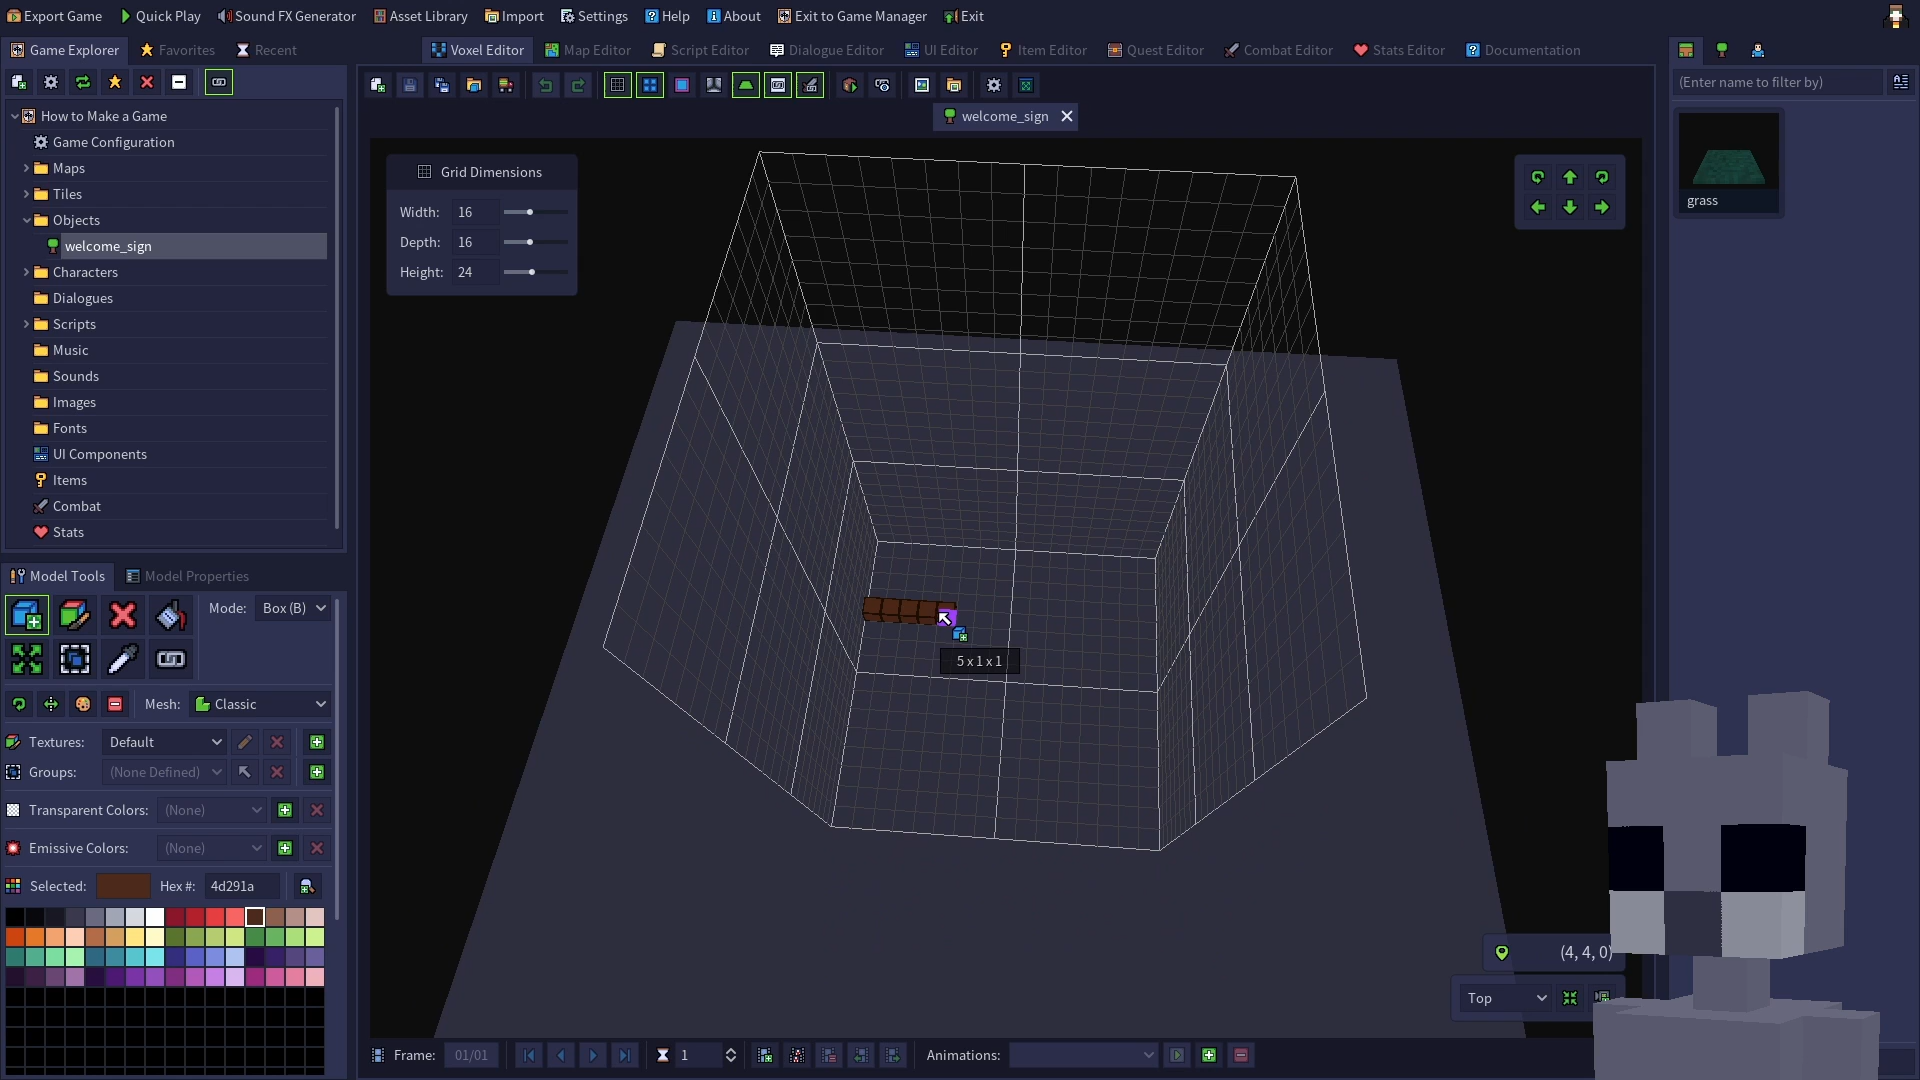 Export Game
Quick Play
Sound FX Generator
Asset Library
Import
Settings
Help
About
Exit to Game Manager
Exit
Game Explorer
Favorites
Recent
Voxel Editor
Map Editor
Script Editor
Dialogue Editor
UI Editor
Item Editor
Quest Editor
Combat Editor
Stats Editor
Documentation
(Enter name to filter by)
welcome_sign
How to Make a Game
Game Configuration
Maps
Tiles
Objects
welcome_sign
Characters
Dialogues
Scripts
Music
Sounds
Images
Fonts
UI Components
Items
Combat
Stats
Grid Dimensions
Width: 16
Depth: 16
Height: 24
grass
5 x 1 x 1
Model Tools
Model Properties
Mode: Box (B)
Mesh: Classic
Textures: Default
Groups: (None Defined)
Transparent Colors: (None)
Emissive Colors: (None)
Selected:
Hex #: 4d291a
(4, 4, 0)
Top
Frame: 01/01
1
Animations: